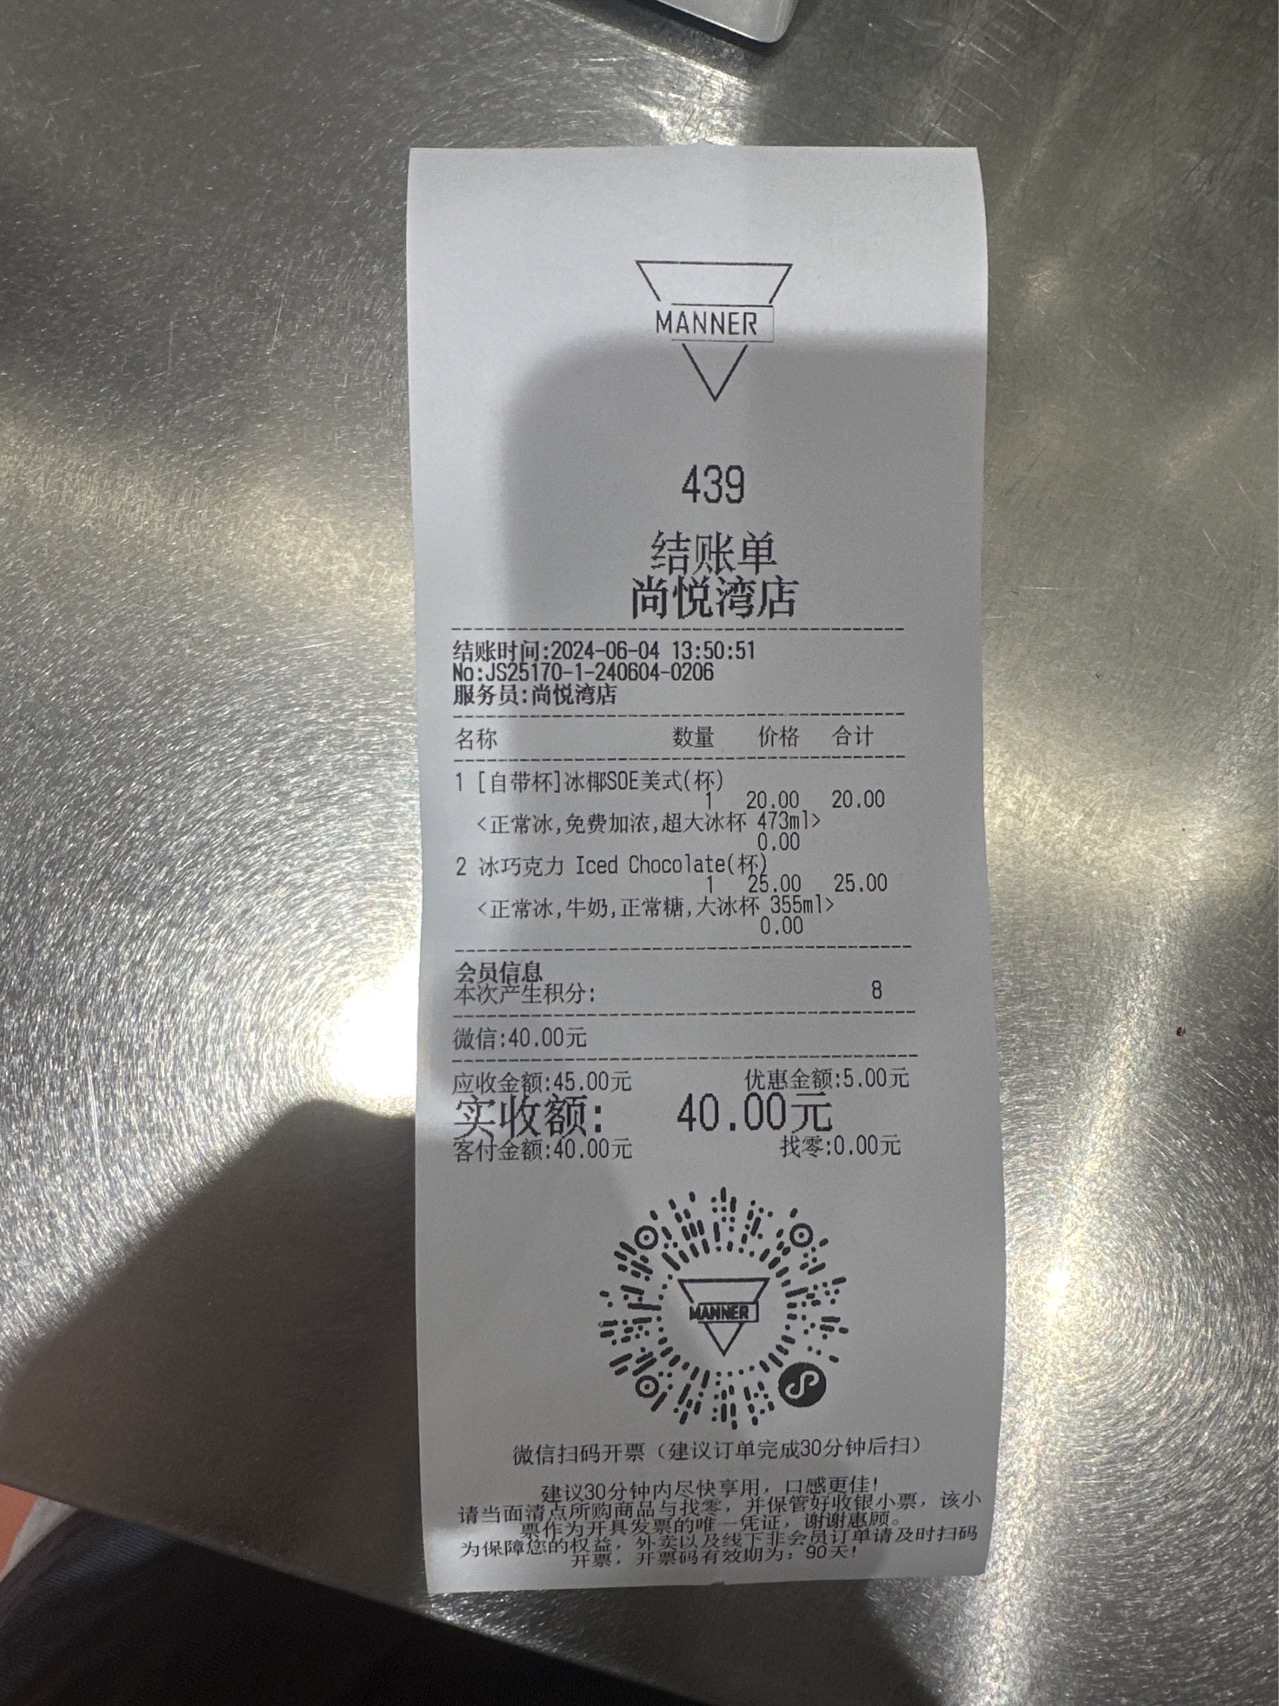 MANNER
439
结账单
尚悦湾店
结账时间:2024-06-04 13:50:51
No:JS25170-1-240604-0206
服务员:尚悦湾店
名称 数量 价格 合计
1 [自带杯]冰椰SOE美式(杯)
1 20.00 20.00
<正常冰,免费加浓,超大冰杯 473ml>
0.00
2 冰巧克力 Iced Chocolate(杯)
1 25.00 25.00
<正常冰,牛奶,正常糖,大冰杯 355ml>
0.00
会员信息
本次产生积分: 8
微信:40.00元
应收金额:45.00元 优惠金额:5.00元
实收额: 40.00元
客付金额:40.00元 找零:0.00元
MANNER
微信扫码开票（建议订单完成30分钟后扫）
建议30分钟内尽快享用，口感更佳！
请当面清点所购商品与找零，并保管好收银小票，该小
票作为开具发票的唯一凭证，谢谢惠顾。
为保障您的权益，外卖以及线下非会员订单请及时扫码
开票，开票码有效期为：90天！